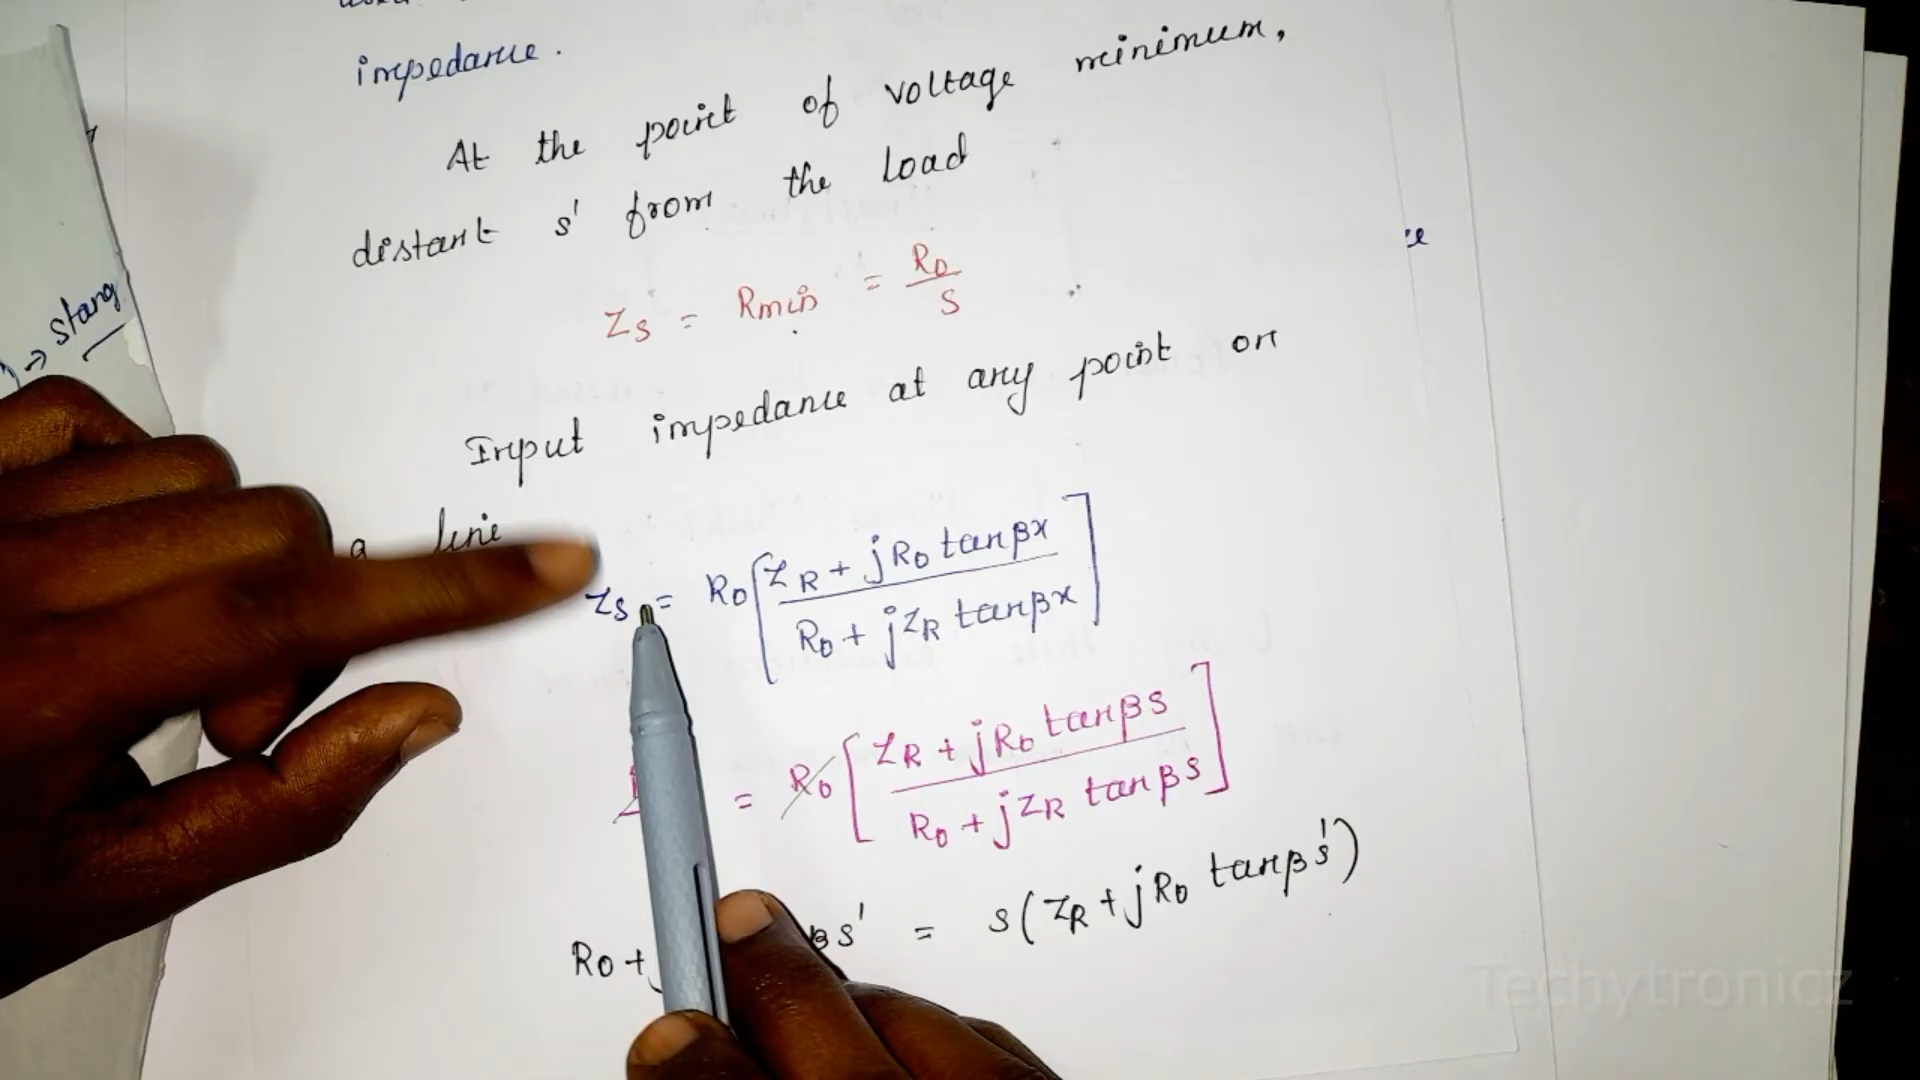 impedance.
At the point of voltage minimum,
distant s' from the load
Zs = Rmin = R0/S
Input impedance at any point on
a line
Zs = R0[ZR + jR0 tanβx / R0 + jZR tanβx]
= R0[ZR + jR0 tanβs / R0 + jZR tanβs]
R0 + βs' = s(ZR + jR0 tanβs')
→ stang
Techytronicz